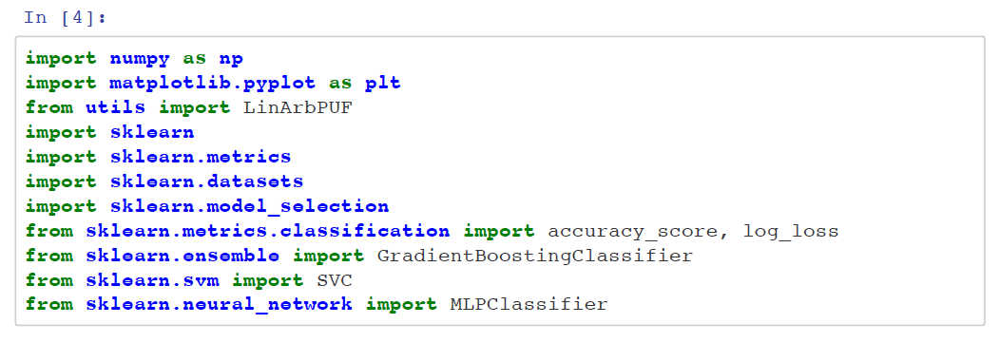 In [4]:
import numpy as np
import matplotlib.pyplot as plt
from utils import LinArbPUF
import sklearn
import sklearn.metrics
import sklearn.datasets
import sklearn.model_selection
from sklearn.metrics.classification import accuracy_score, log_loss
from sklearn.ensemble import GradientBoostingClassifier
from sklearn.svm import SVC
from sklearn.neural_network import MLPClassifier